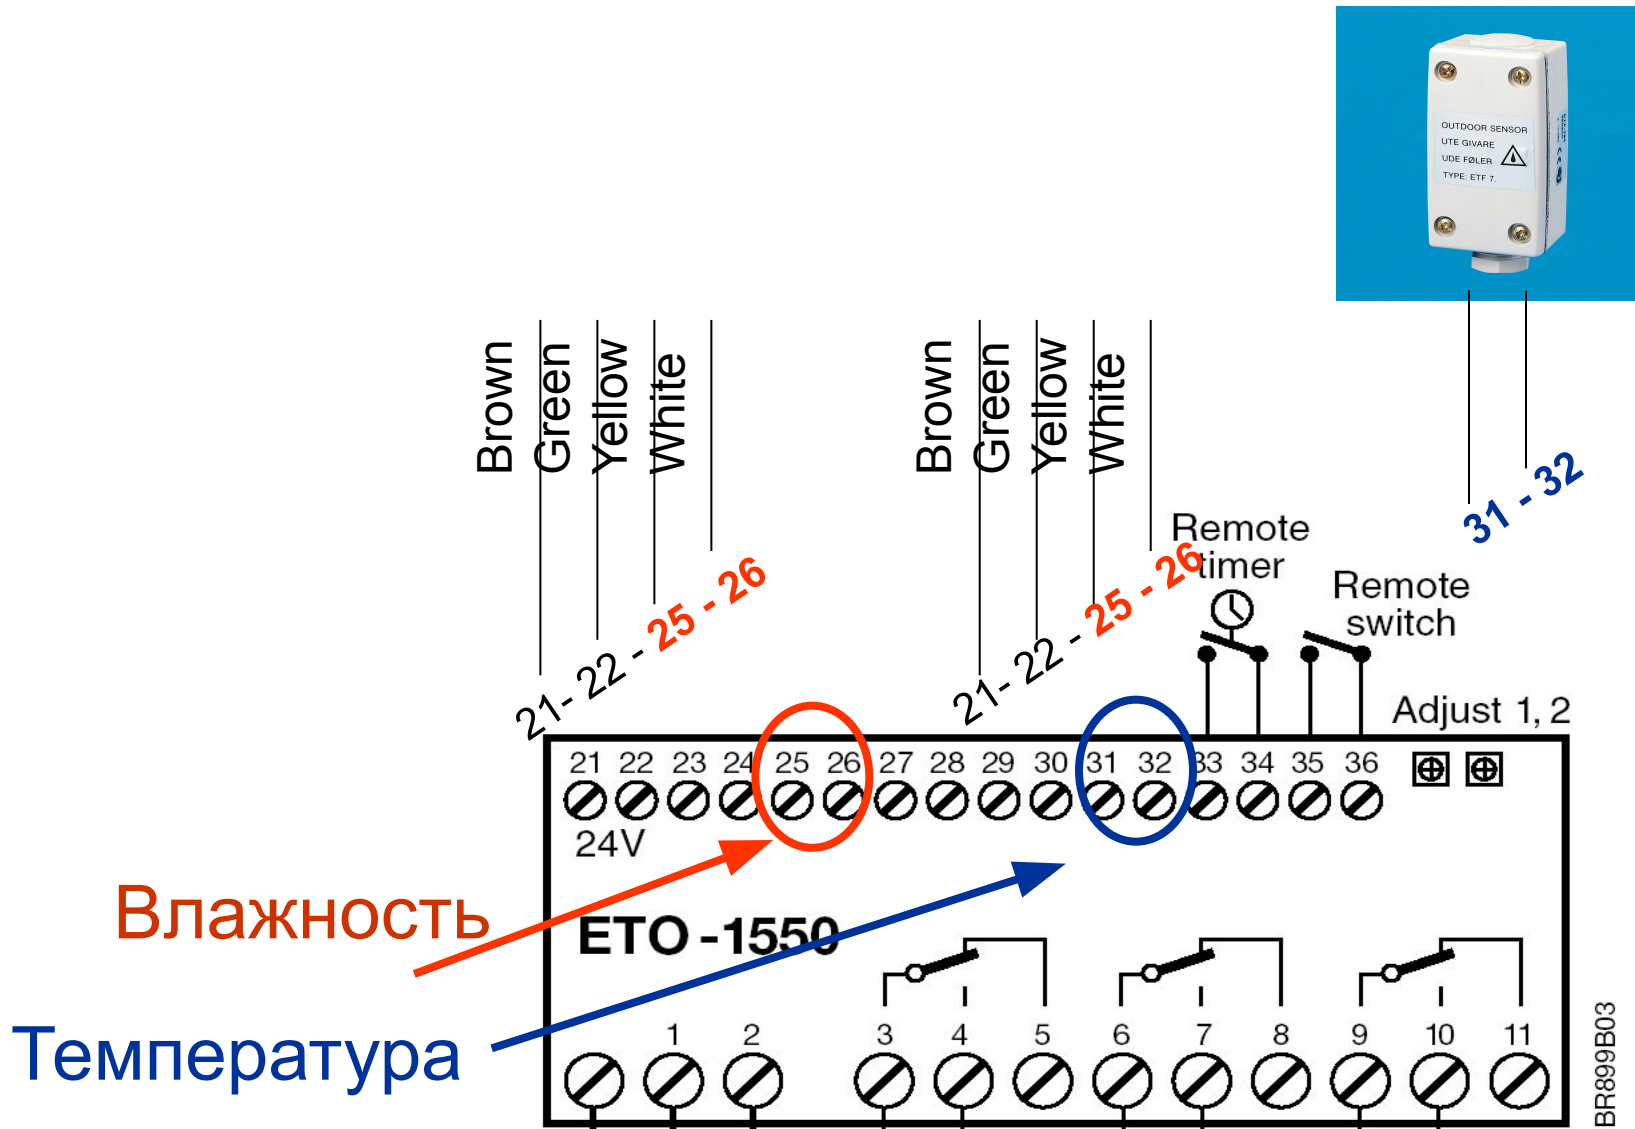 OUTDOOR SENSOR
UTE GIVARE
UDE FØLER
TYPE: ETF 7.
Brown
Green
Yellow
White
Brown
Green
Yellow
White
31 - 32
21- 22 - 25 - 26
21- 22 - 25 - 26
Remote
timer
Remote
switch
Adjust 1, 2
21 22 23 24 25 26 27 28 29 30 31 32 33 34 35 36
24V
Влажность
ETO -1550
Температура
1 2 3 4 5 6 7 8 9 10 11
BR899B03